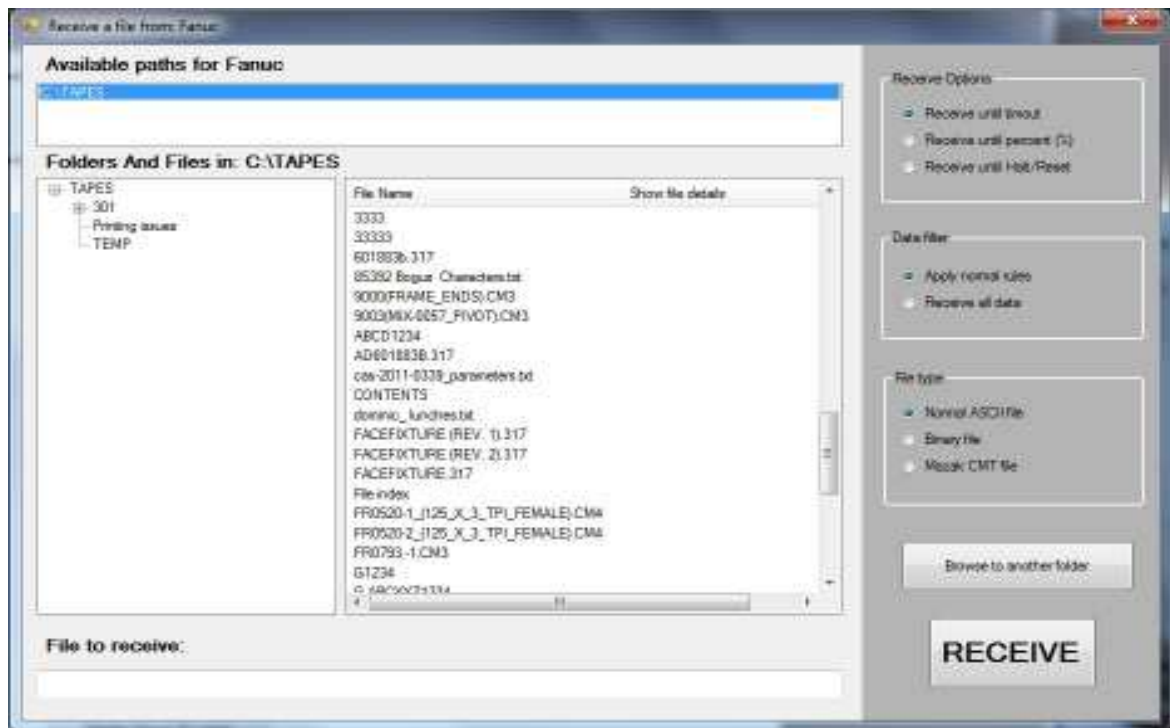 Receive a file from: Fanuc
Available paths for Fanuc
C:\TAPES
Folders And Files in: C:\TAPES
TAPES
301
Printing issues
TEMP
File Name Show file details
3333
33333
601883b.317
85392 Bogus Characters.txt
9000(FRAME_ENDS).CM3
9003(MIX-0057_PIVOT).CM3
ABCD1234
AD601883B.317
cas-2011-0339_parameters.txt
CONTENTS
dominic_lunches.txt
FACEFIXTURE (REV. 1).317
FACEFIXTURE (REV. 2).317
FACEFIXTURE.317
File index
FR0520-1_(125_X_3_TPI_FEMALE).CM4
FR0520-2_(125_X_3_TPI_FEMALE).CM4
FR0793-1.CM3
G1234
File to receive:
Receive Options
Receive until timout
Receive until percent (%)
Receive until Halt/Reset
Data filter
Apply normal rules
Receive all data
File type
Normal ASCII file
Binary file
Mazak CMT file
Browse to another folder
RECEIVE